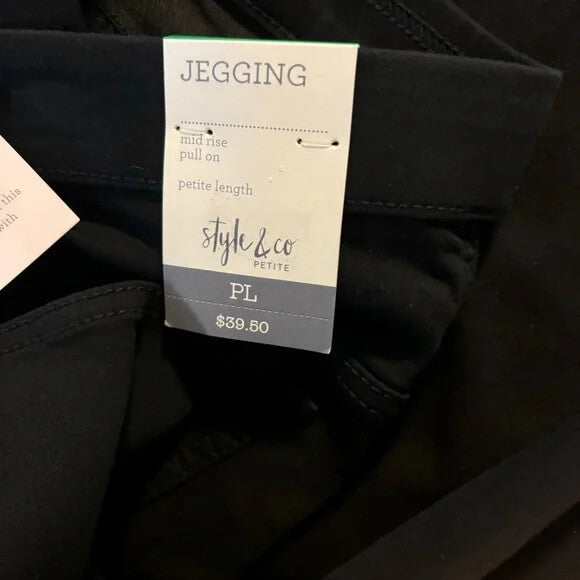 JEGGING
mid rise
pull on
petite length
style & co
PETITE
PL
$39.50
this
with